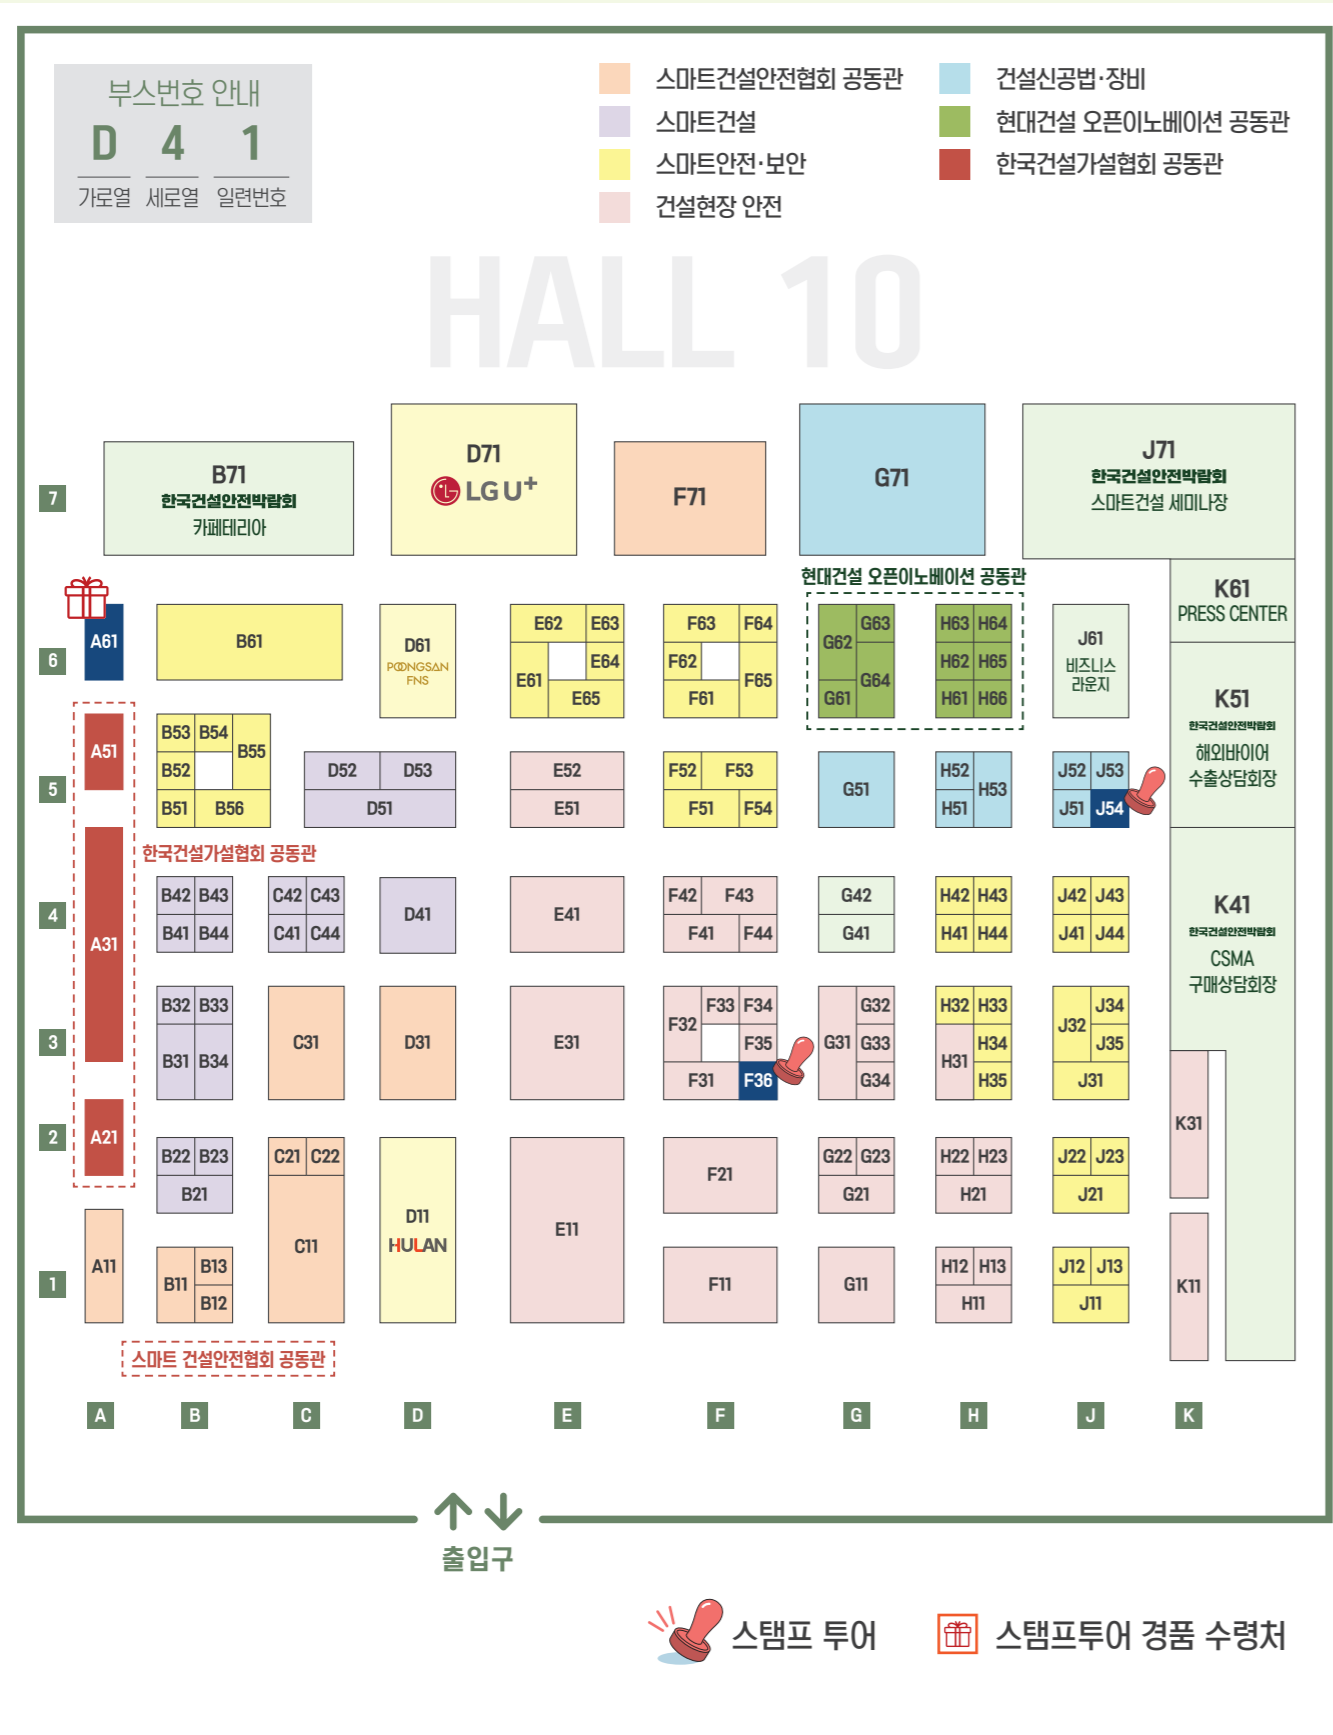 부스번호 안내
D 4 1
가로열 세로열 일련번호
스마트건설안전협회 공동관
스마트건설
스마트안전·보안
건설현장 안전
건설신공법·장비
현대건설 오픈이노베이션 공동관
한국건설가설협회 공동관
HALL 10
7
B71
한국건설안전박람회
카페테리아
D71
LG U+
F71
G71
J71
한국건설안전박람회
스마트건설 세미나장
현대건설 오픈이노베이션 공동관
K61
PRESS CENTER
6
A61
B61
D61
POONGSAN
FNS
E62 E63
E64
E61
E65
F63 F64
F62
F65
F61
G63
G62
G64
G61
H63 H64
H62 H65
H61 H66
J61
비즈니스
라운지
K51
한국건설안전박람회
해외바이어
수출상담회장
5
A51
B53 B54
B55
B52
B51 B56
D52 D53
D51
E52
E51
F52 F53
F51 F54
G51
H52
H53
H51
J52 J53
J51 J54
한국건설가설협회 공동관
4
A31
B42 B43
B41 B44
C42 C43
C41 C44
D41
E41
F42 F43
F41 F44
G42
G41
H42 H43
H41 H44
J42 J43
J41 J44
K41
한국건설안전박람회
CSMA
구매상담회장
3
B32 B33
B31 B34
C31
D31
E31
F33 F34
F32
F35
F31 F36
G32
G31 G33
G34
H32 H33
H34
H31
H35
J34
J32
J35
J31
K31
2
A21
B22 B23
B21
C21 C22
C11
D11
HULAN
E11
F21
G22 G23
G21
H22 H23
H21
J22 J23
J21
1
A11
B13
B11
B12
F11
G11
H12 H13
H11
J12 J13
J11
K11
스마트 건설안전협회 공동관
A B C D E F G H J K
출입구
스탬프 투어
스탬프투어 경품 수령처